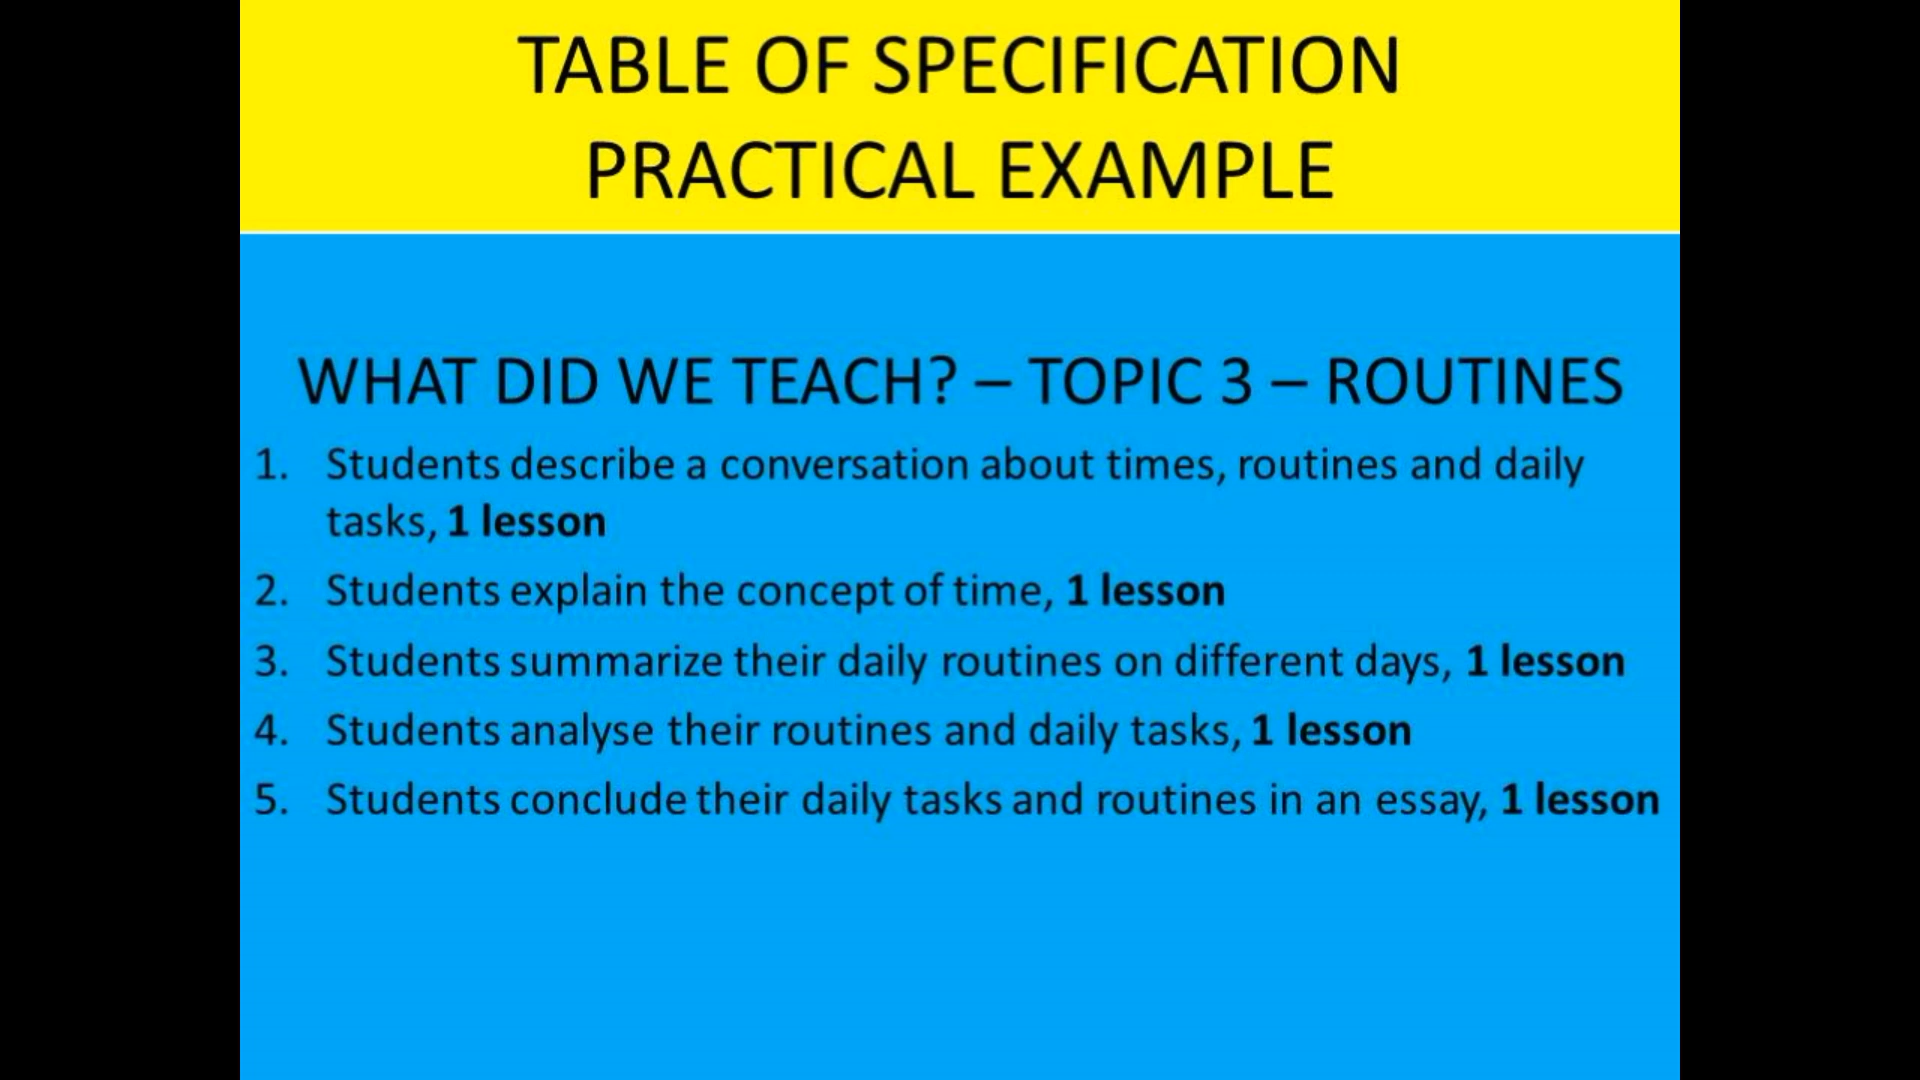 TABLE OF SPECIFICATION
PRACTICAL EXAMPLE
WHAT DID WE TEACH? – TOPIC 3 – ROUTINES
1. Students describe a conversation about times, routines and daily
tasks, 1 lesson
2. Students explain the concept of time, 1 lesson
3. Students summarize their daily routines on different days, 1 lesson
4. Students analyse their routines and daily tasks, 1 lesson
5. Students conclude their daily tasks and routines in an essay, 1 lesson